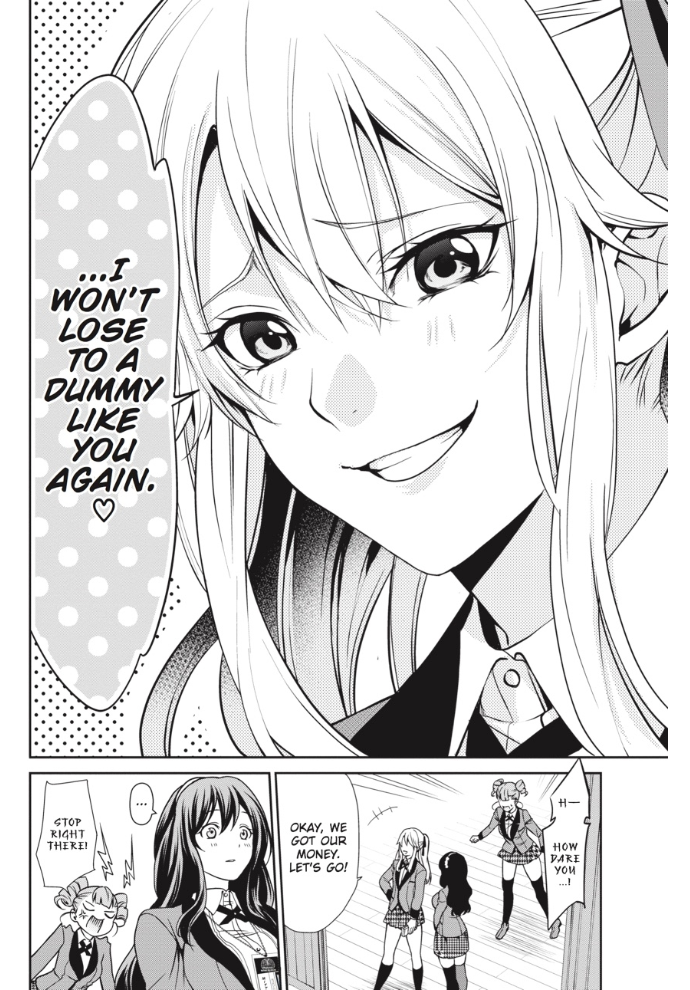 ...I
WON'T
LOSE
TO A
DUMMY
LIKE
YOU
AGAIN.
♡
H—
HOW
DARE
YOU
...!
OKAY, WE
GOT OUR
MONEY.
LET'S GO!
...
STOP
RIGHT
THERE!